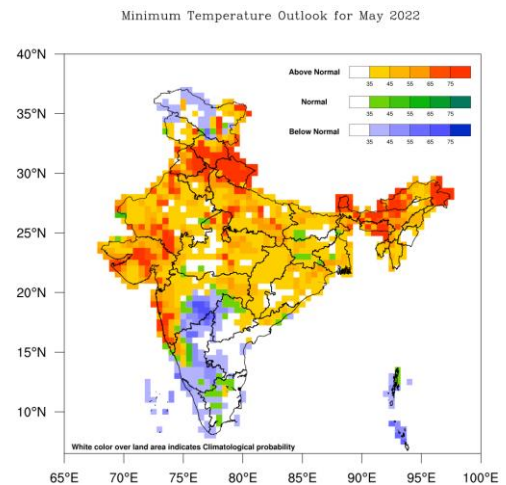 Minimum Temperature Outlook for May 2022
40°N
Above Normal
35 45 55 65 75
Normal
35 45 55 65 75
Below Normal
35 45 55 65 75
35°N
30°N
25°N
20°N
15°N
10°N
White color over land area indicates Climatological probability
65°E 70°E 75°E 80°E 85°E 90°E 95°E 100°E